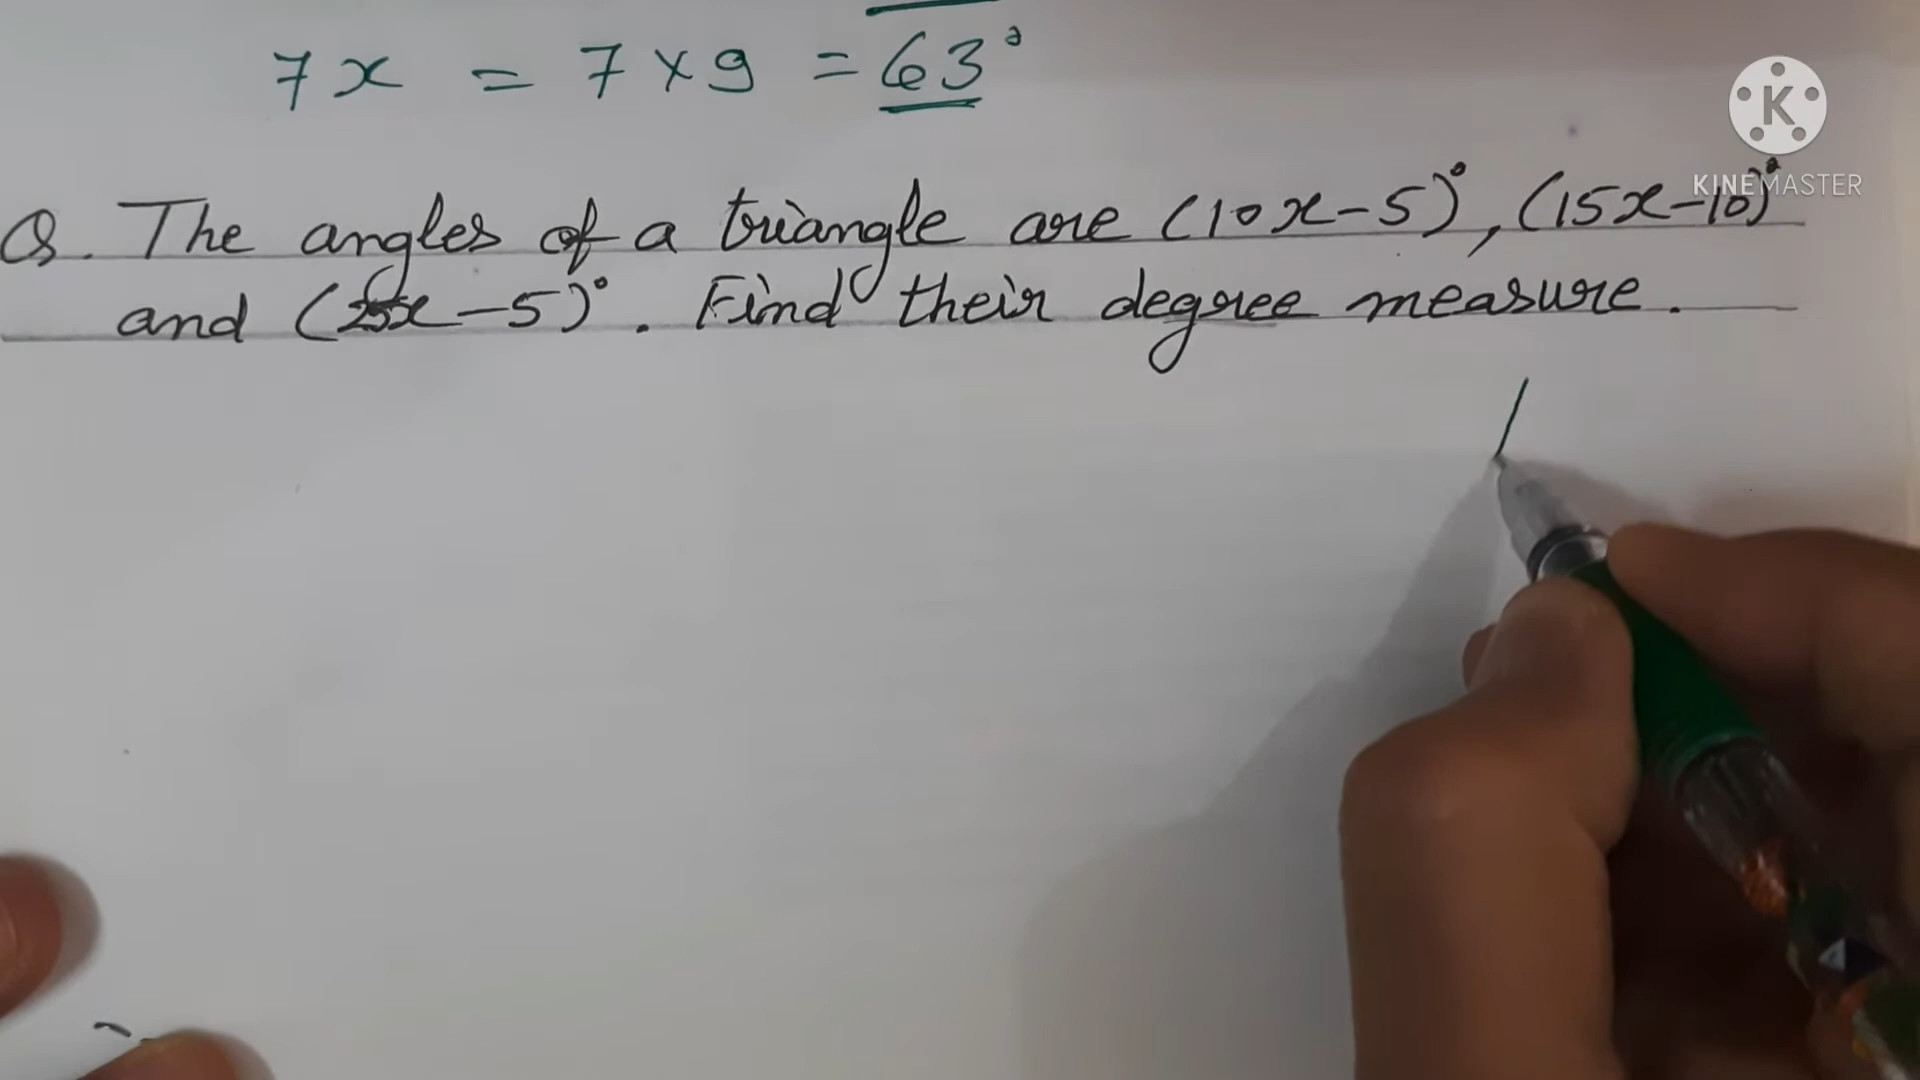 7x = 7 × 9 = 63°
K
KINEMASTER
Q. The angles of a triangle are (10x-5)°, (15x-10)°
and (25x-5)°. Find their degree measure.